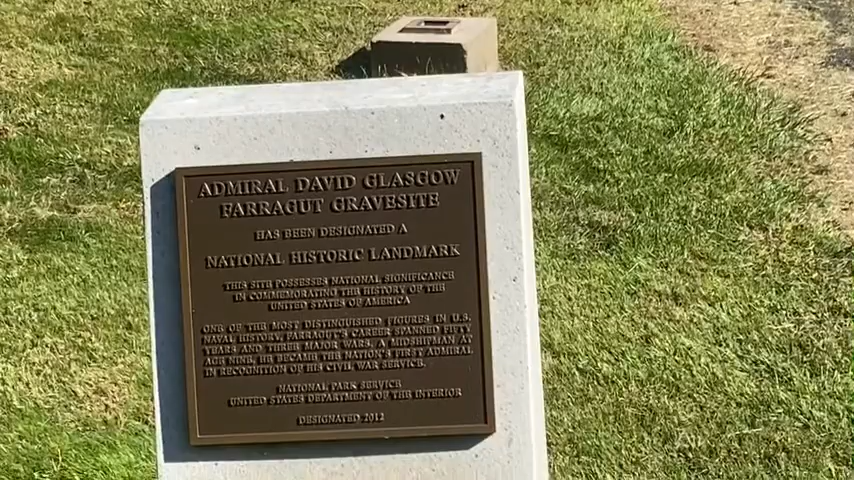 ADMIRAL DAVID GLASGOW
FARRAGUT GRAVESITE
HAS BEEN DESIGNATED A
NATIONAL HISTORIC LANDMARK
THIS SITE POSSESSES NATIONAL SIGNIFICANCE
IN COMMEMORATING THE HISTORY OF THE
UNITED STATES OF AMERICA
ONE OF THE MOST DISTINGUISHED FIGURES IN U.S.
NAVAL HISTORY, FARRAGUT'S CAREER SPANNED FIFTY
YEARS AND THREE MAJOR WARS. A MIDSHIPMAN AT
AGE NINE, HE BECAME THE NATION'S FIRST ADMIRAL
IN RECOGNITION OF HIS CIVIL WAR SERVICE.
NATIONAL PARK SERVICE
UNITED STATES DEPARTMENT OF THE INTERIOR
DESIGNATED 2012